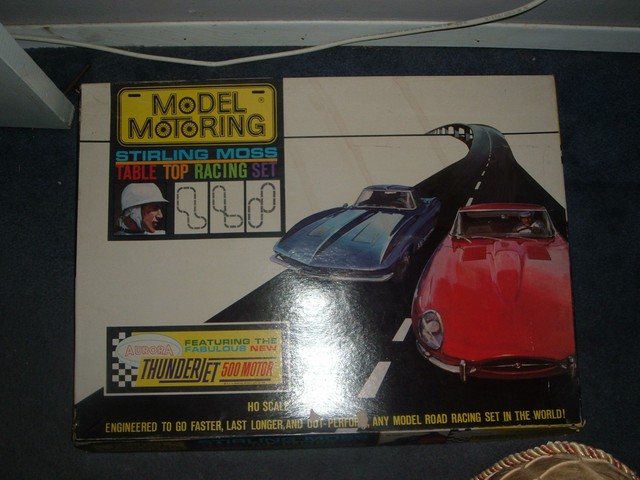 MODEL
MOTORING ®
STIRLING MOSS
TABLE TOP RACING SET
AURORA
FEATURING THE
FABULOUS NEW
THUNDERJET 500 MOTOR
HO SCALE
ENGINEERED TO GO FASTER, LAST LONGER, AND OUT-PERFORM ANY MODEL ROAD RACING SET IN THE WORLD!